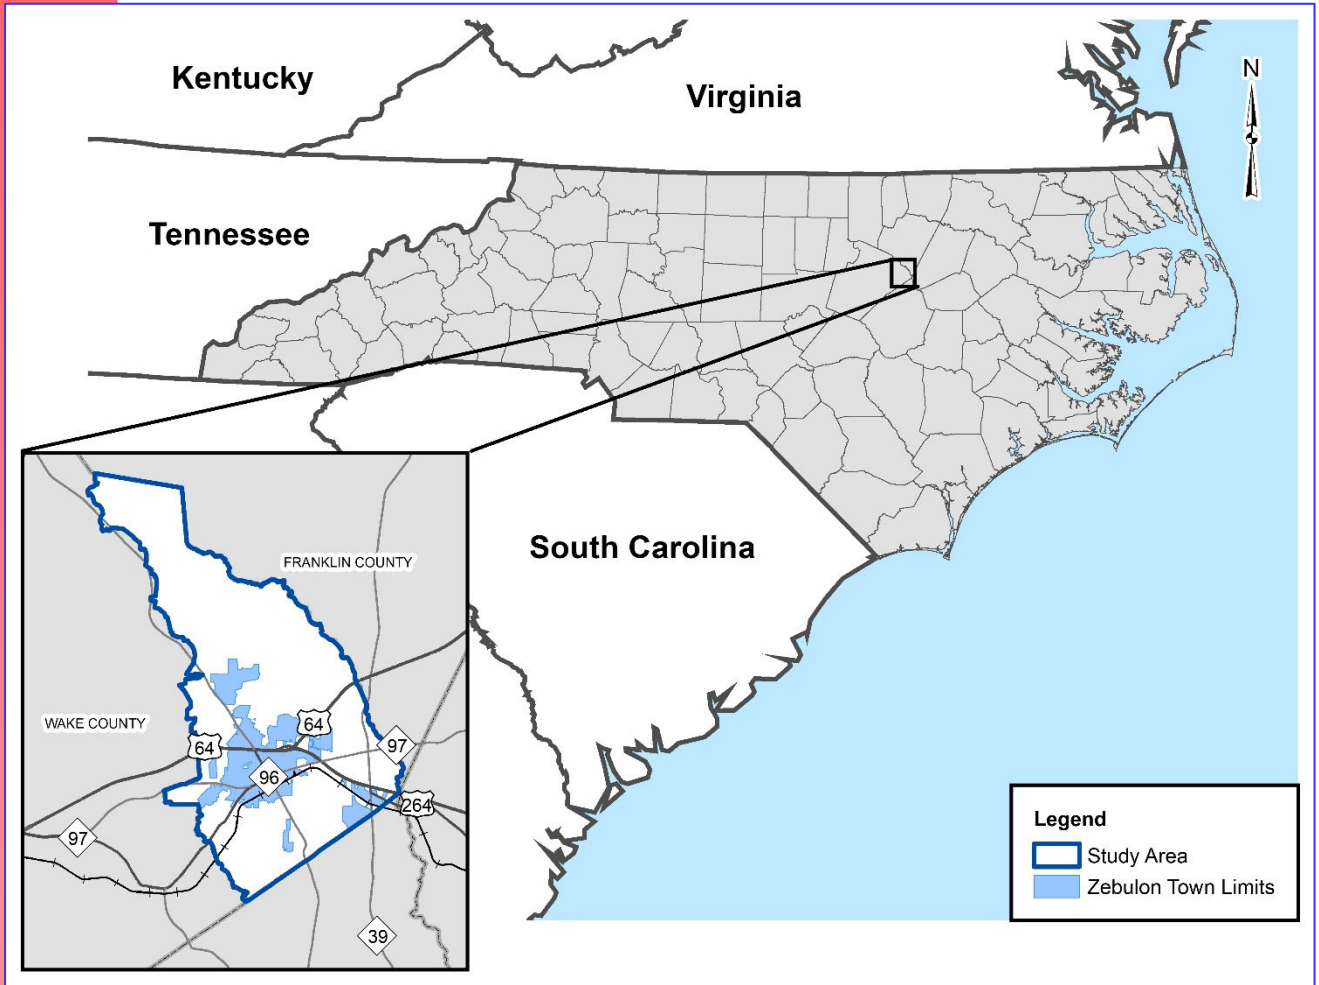 Kentucky
Virginia
N
Tennessee
South Carolina
FRANKLIN COUNTY
WAKE COUNTY
64
64
97
96
264
97
39
Legend
Study Area
Zebulon Town Limits